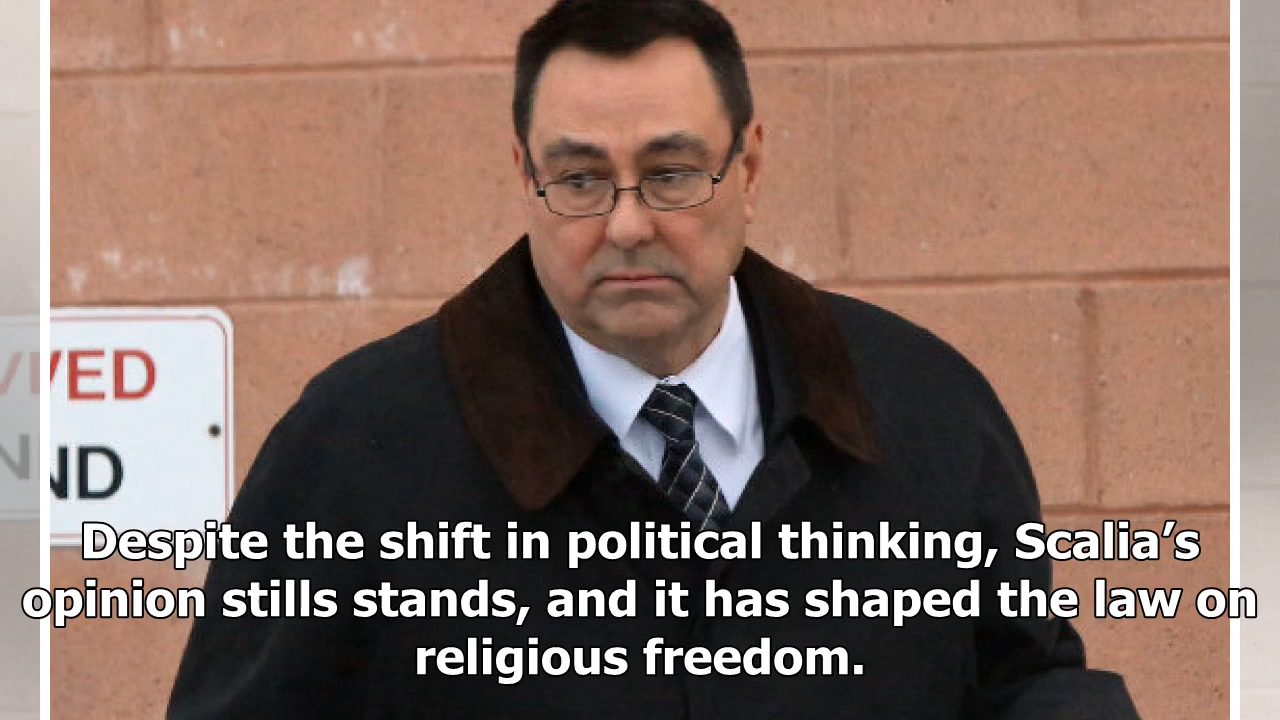 VED
ND
Despite the shift in political thinking, Scalia’s
opinion stills stands, and it has shaped the law on
religious freedom.